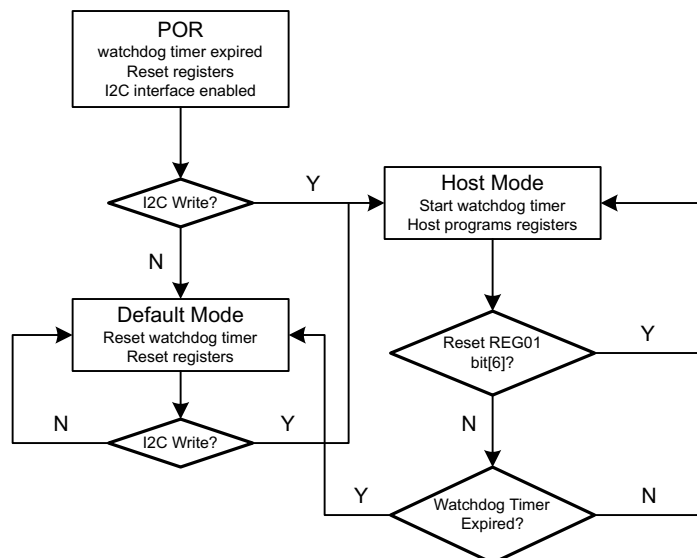 POR
watchdog timer expired
Reset registers
I2C interface enabled
I2C Write?
Y
N
Host Mode
Start watchdog timer
Host programs registers
Default Mode
Reset watchdog timer
Reset registers
Reset REG01
bit[6]?
Y
N
I2C Write?
N
Y
Watchdog Timer
Expired?
Y
N